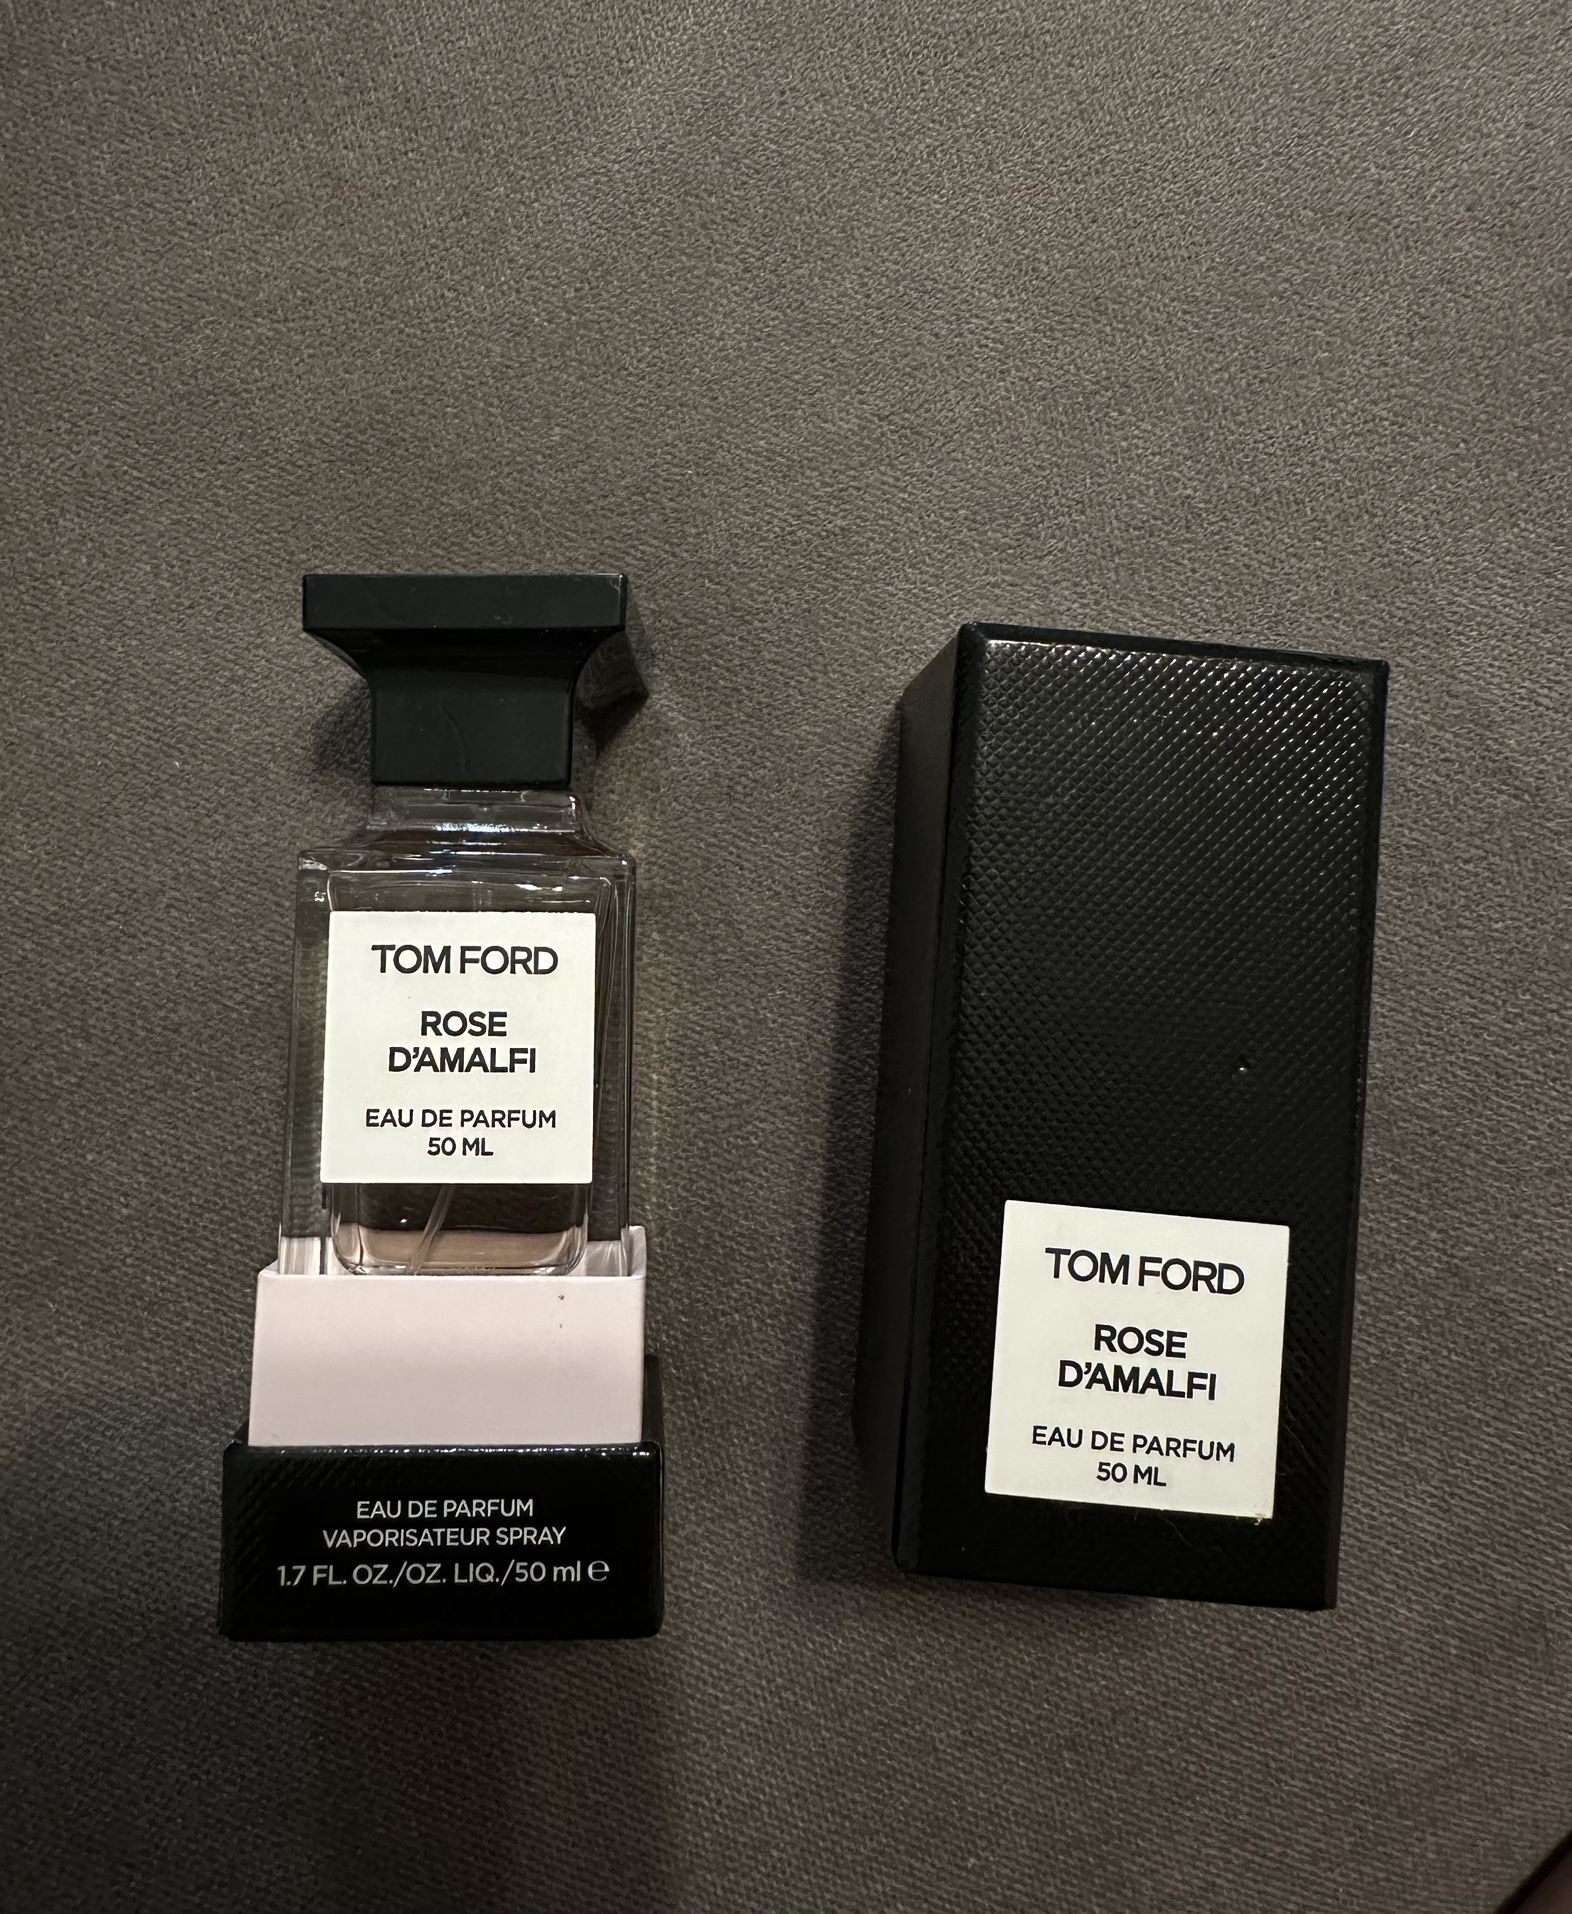 TOM FORD
ROSE
D'AMALFI
EAU DE PARFUM
50 ML
EAU DE PARFUM
VAPORISATEUR SPRAY
1.7 FL. OZ./OZ. LIQ./50 ml ℮
TOM FORD
ROSE
D'AMALFI
EAU DE PARFUM
50 ML